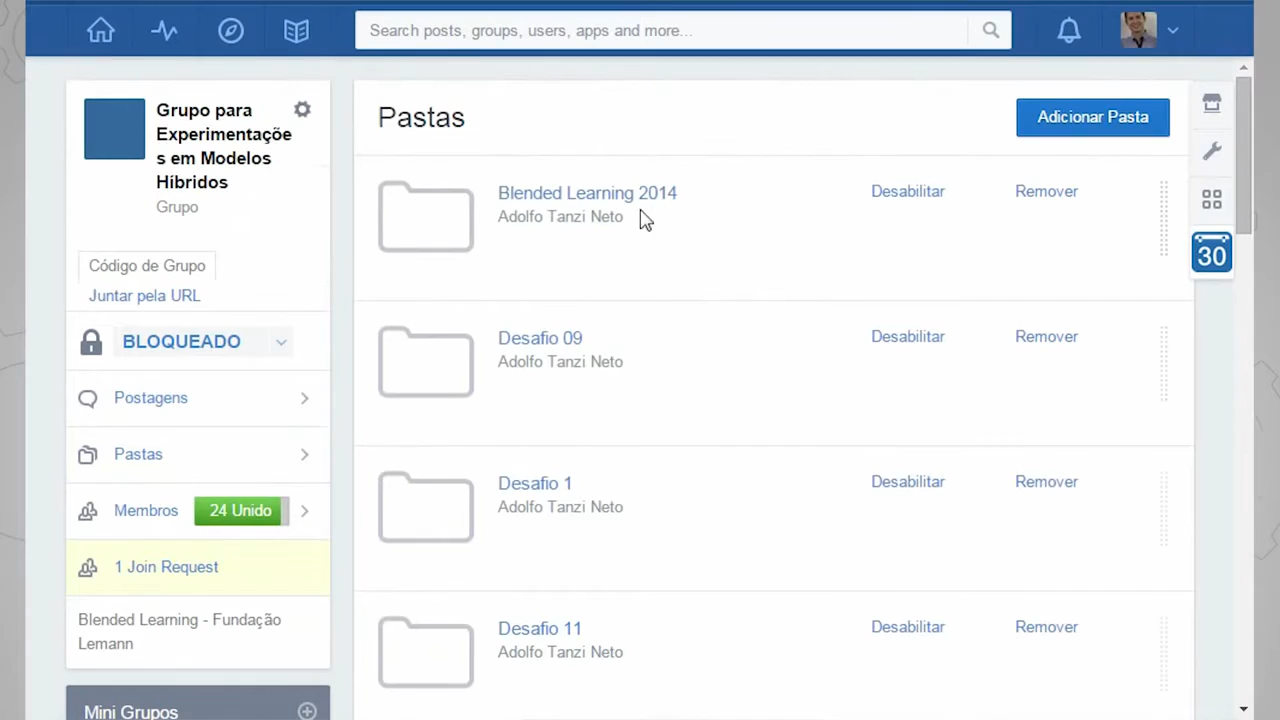 Search posts, groups, users, apps and more...
Grupo para
Experimentaçõe
s em Modelos
Híbridos
Grupo
Código de Grupo
Juntar pela URL
BLOQUEADO
Postagens
Pastas
Membros 24 Unido
1 Join Request
Blended Learning - Fundação
Lemann
Mini Grupos
Pastas
Adicionar Pasta
Blended Learning 2014
Adolfo Tanzi Neto
Desabilitar Remover
Desafio 09
Adolfo Tanzi Neto
Desabilitar Remover
Desafio 1
Adolfo Tanzi Neto
Desabilitar Remover
Desafio 11
Adolfo Tanzi Neto
Desabilitar Remover
30